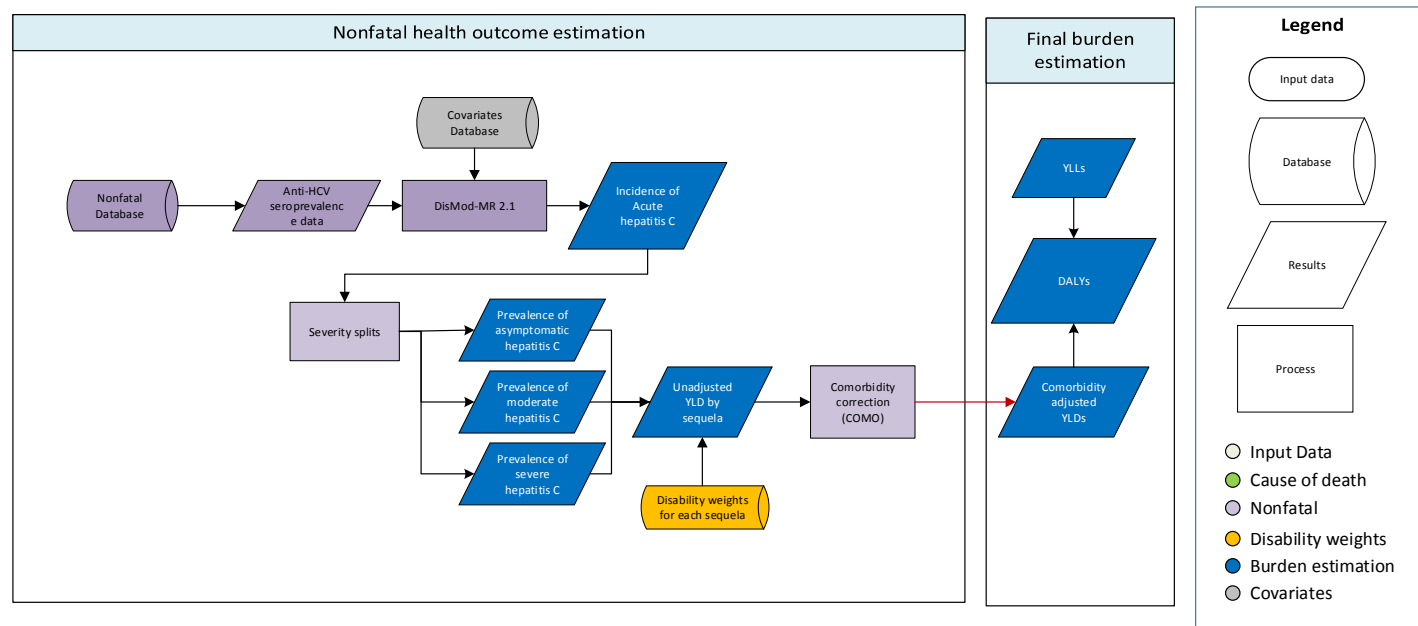 Nonfatal health outcome estimation
Covariates
Database
Nonfatal
Database
Anti-HCV
seroprevalenc
e data
DisMod-MR 2.1
Incidence of
Acute
hepatitis C
Severity splits
Prevalence of
asymptomatic
hepatitis C
Prevalence of
moderate
hepatitis C
Prevalence of
severe
hepatitis C
Unadjusted
YLD by
sequela
Disability weights
for each sequela
Comorbidity
correction
(COMO)
Final burden
estimation
YLLs
DALYs
Comorbidity
adjusted
YLDs
Legend
Input data
Database
Results
Process
Input Data
Cause of death
Nonfatal
Disability weights
Burden estimation
Covariates